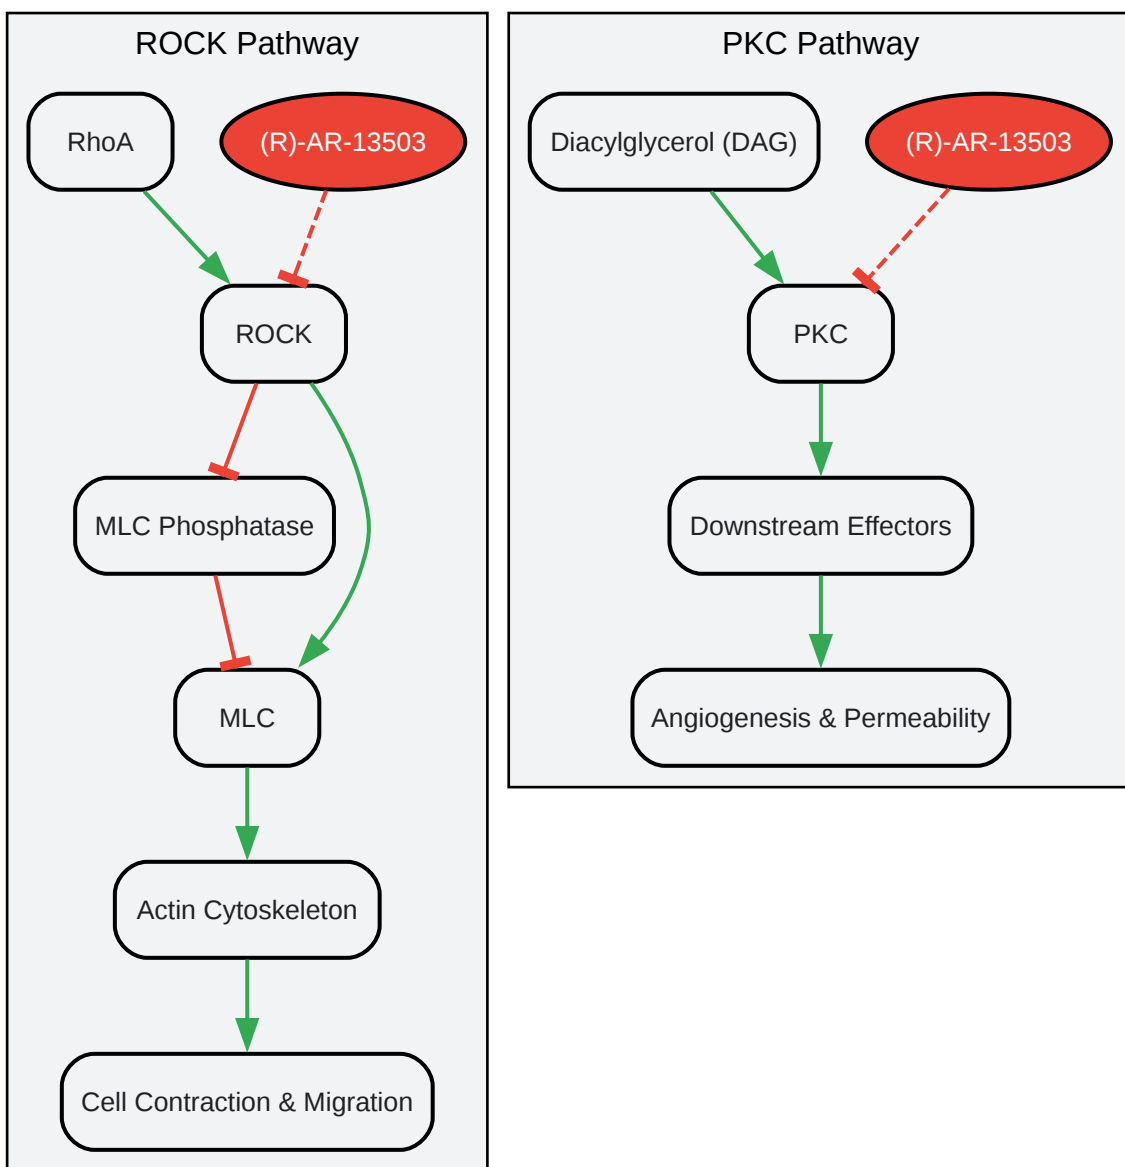 ROCK Pathway
RhoA
(R)-AR-13503
ROCK
MLC Phosphatase
MLC
Actin Cytoskeleton
Cell Contraction & Migration
PKC Pathway
Diacylglycerol (DAG)
(R)-AR-13503
PKC
Downstream Effectors
Angiogenesis & Permeability